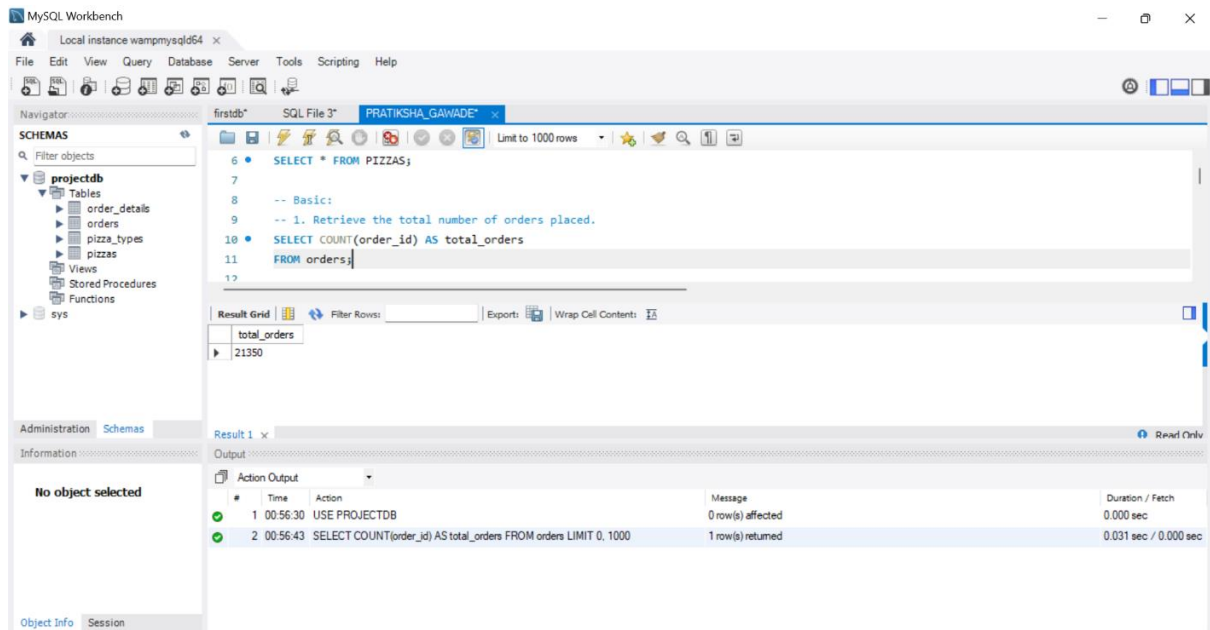 MySQL Workbench
Local instance wampmysqld64 ×
File Edit View Query Database Server Tools Scripting Help
Navigator
SCHEMAS
Filter objects
projectdb
Tables
order_details
orders
pizza_types
pizzas
Views
Stored Procedures
Functions
sys
Administration Schemas
Information
No object selected
Object Info Session
firstdb* SQL File 3* PRATIKSHA_GAWADE* ×
Limit to 1000 rows
6 SELECT * FROM PIZZAS;
7
8 -- Basic:
9 -- 1. Retrieve the total number of orders placed.
10 SELECT COUNT(order_id) AS total_orders
11 FROM orders;
12
Result Grid Filter Rows: Export: Wrap Cell Content: IA
total_orders
21350
Result 1 × Read Only
Output
Action Output
# Time Action Message Duration / Fetch
1 00:56:30 USE PROJECTDB 0 row(s) affected 0.000 sec
2 00:56:43 SELECT COUNT(order_id) AS total_orders FROM orders LIMIT 0, 1000 1 row(s) returned 0.031 sec / 0.000 sec